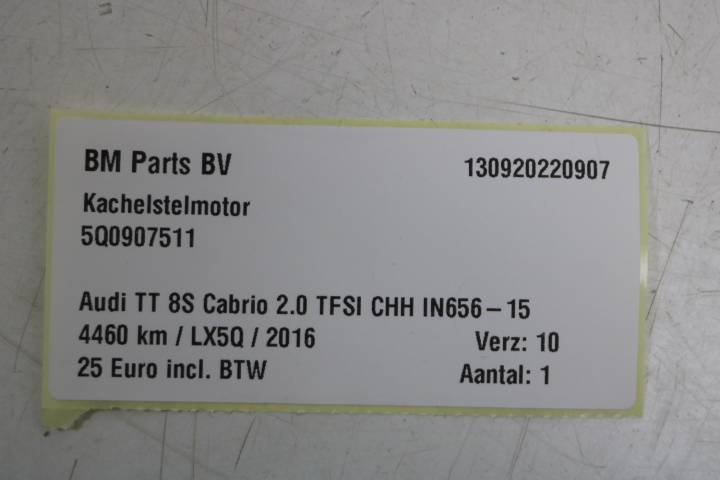 BM Parts BV 130920220907
Kachelstelmotor
5Q0907511
Audi TT 8S Cabrio 2.0 TFSI CHH IN656-15
4460 km / LX5Q / 2016 Verz: 10
25 Euro incl. BTW Aantal: 1